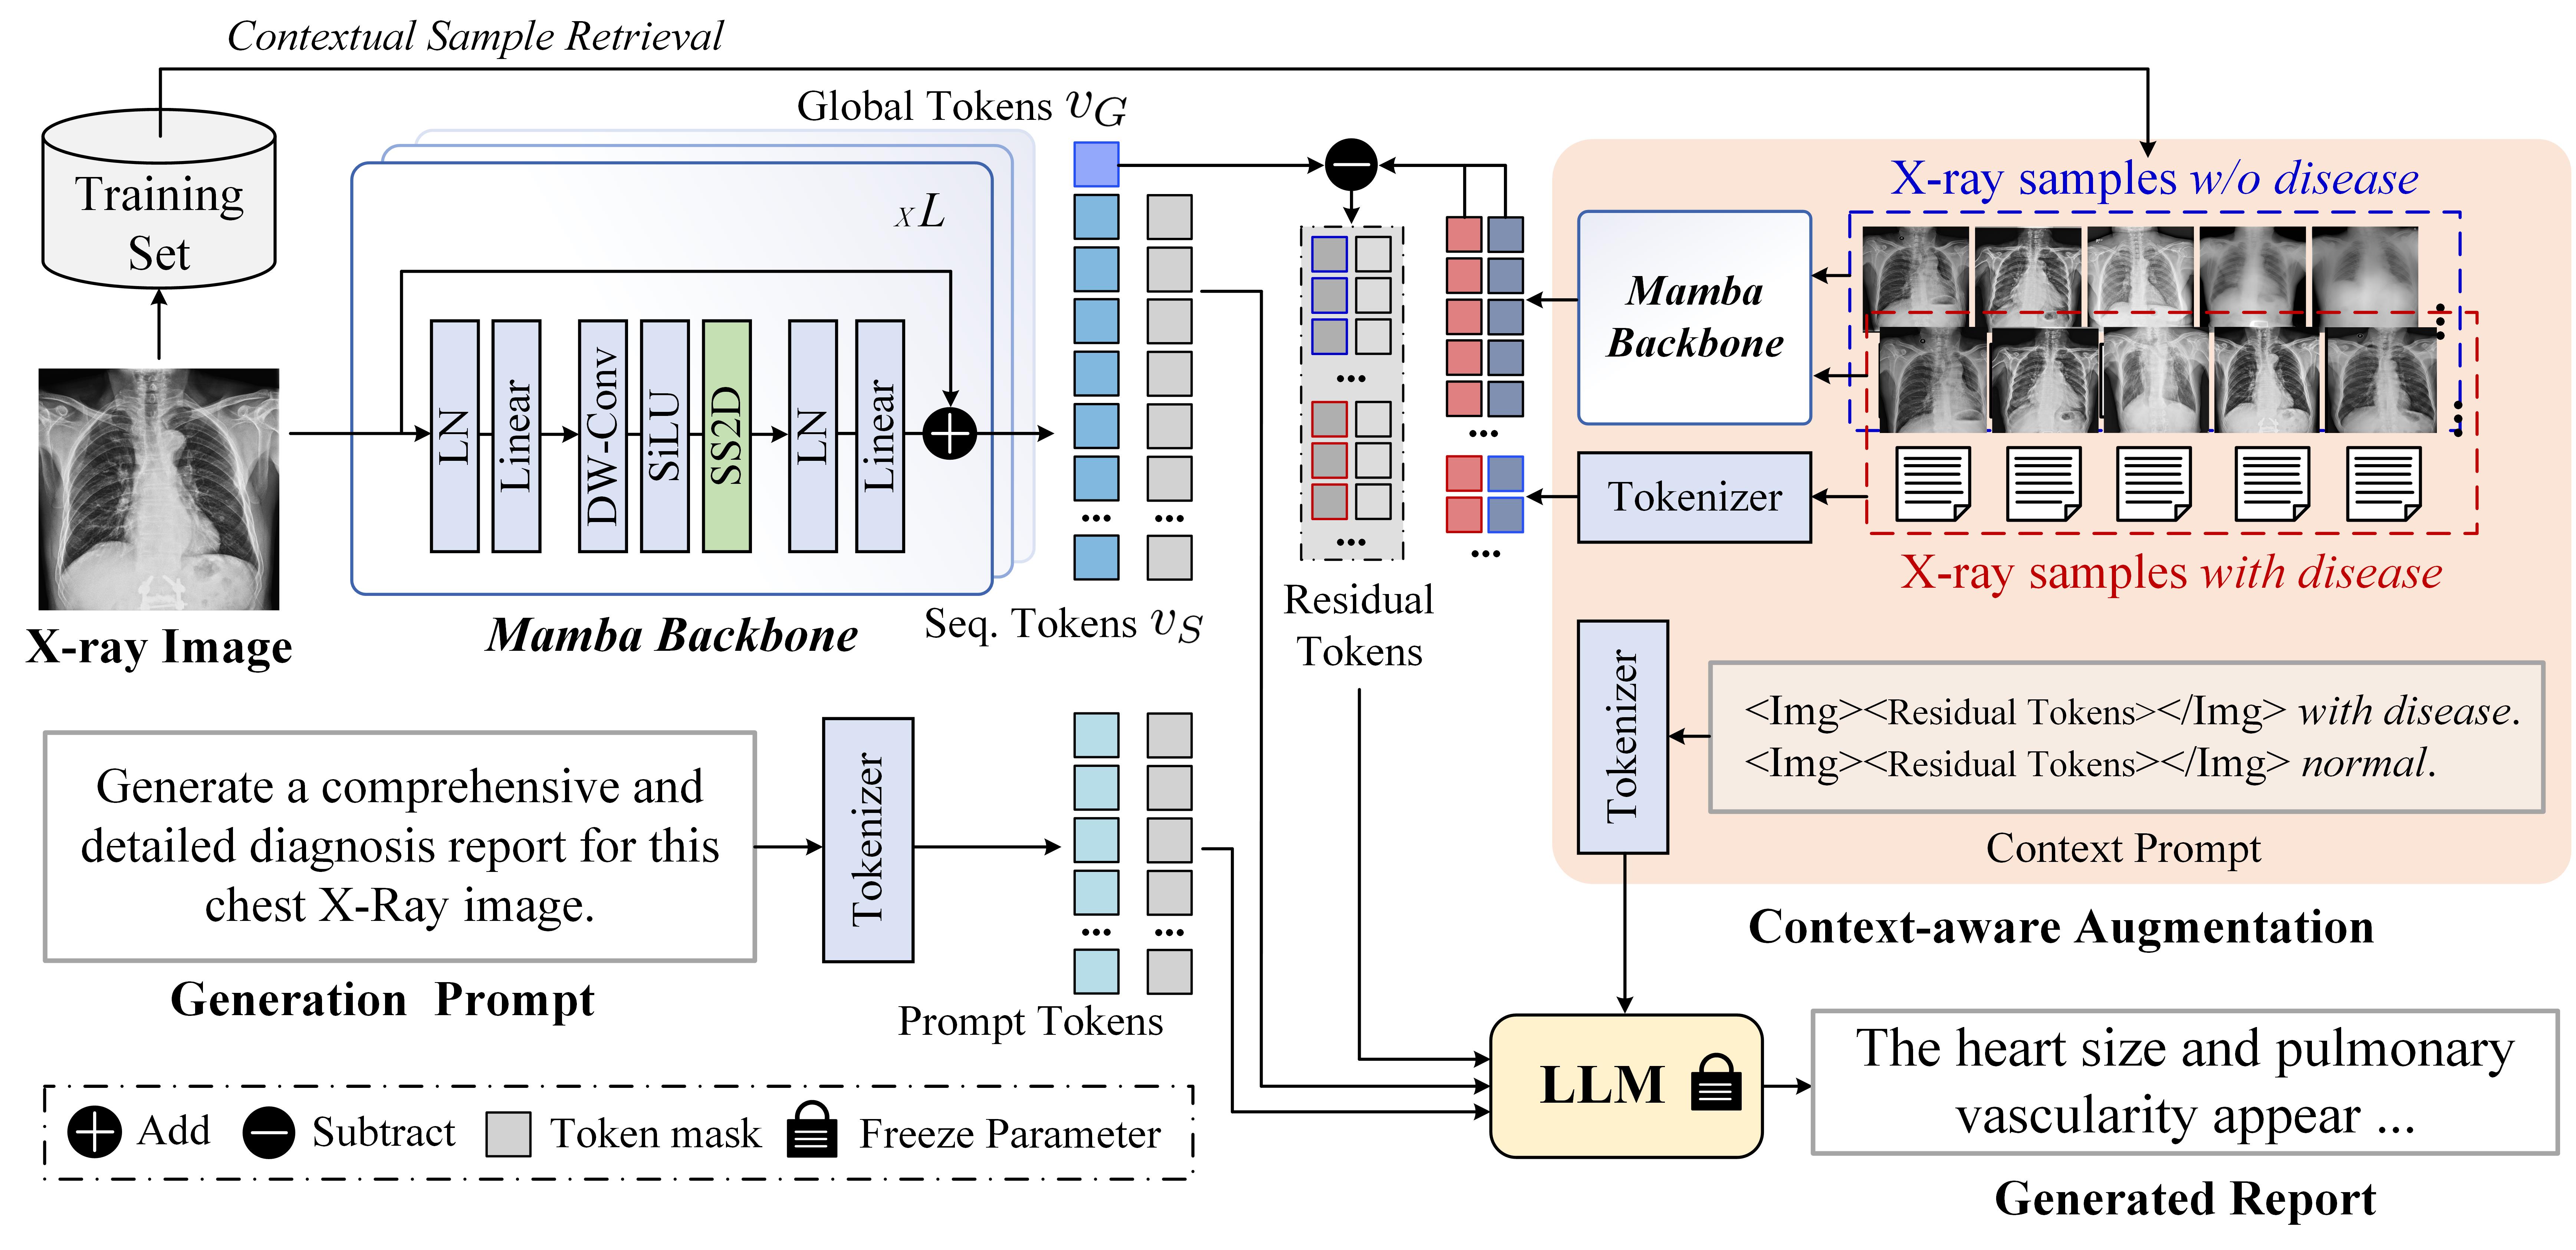 Contextual Sample Retrieval
Training
Set
X-ray Image
Global Tokens v_G
x L
LN
Linear
DW-Conv
SiLU
SS2D
LN
Linear
...
...
Mamba Backbone
Seq. Tokens v_S
...
...
Residual
Tokens
...
...
X-ray samples w/o disease
Mamba
Backbone
Tokenizer
X-ray samples with disease
Tokenizer
<Img><Residual Tokens></Img> with disease.
<Img><Residual Tokens></Img> normal.
Context Prompt
Context-aware Augmentation
Generate a comprehensive and
detailed diagnosis report for this
chest X-Ray image.
Generation Prompt
Tokenizer
...
...
Prompt Tokens
LLM
The heart size and pulmonary
vascularity appear ...
Generated Report
Add
Subtract
Token mask
Freeze Parameter